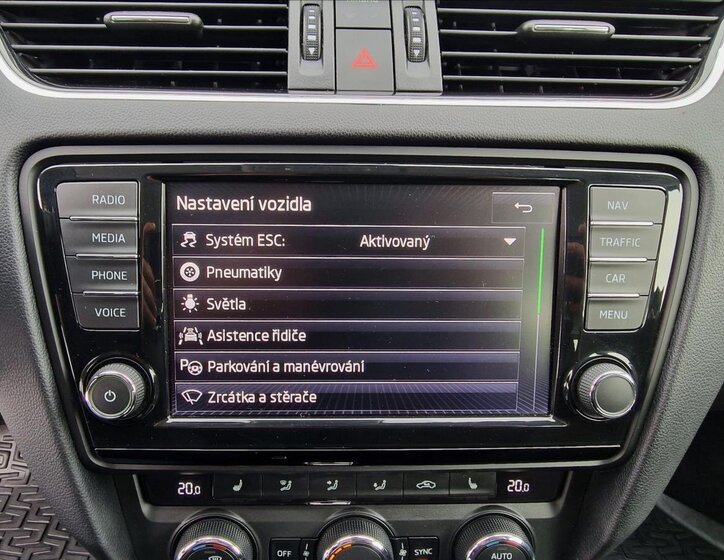 RADIO
MEDIA
PHONE
VOICE
Nastavení vozidla
Systém ESC: Aktivovaný
Pneumatiky
Světla
Asistence řidiče
Parkování a manévrování
Zrcátka a stěrače
NAV
TRAFFIC
CAR
MENU
20.0
20.0
OFF
SYNC
AUTO